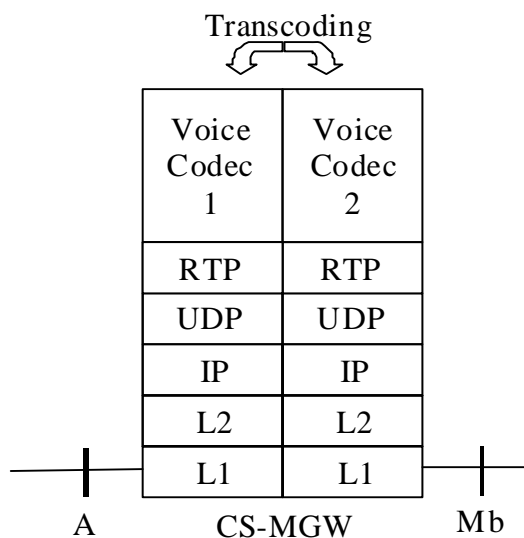 Transcoding
Voice Codec 1
Voice Codec 2
RTP RTP
UDP UDP
IP IP
L2 L2
L1 L1
A CS-MGW Mb